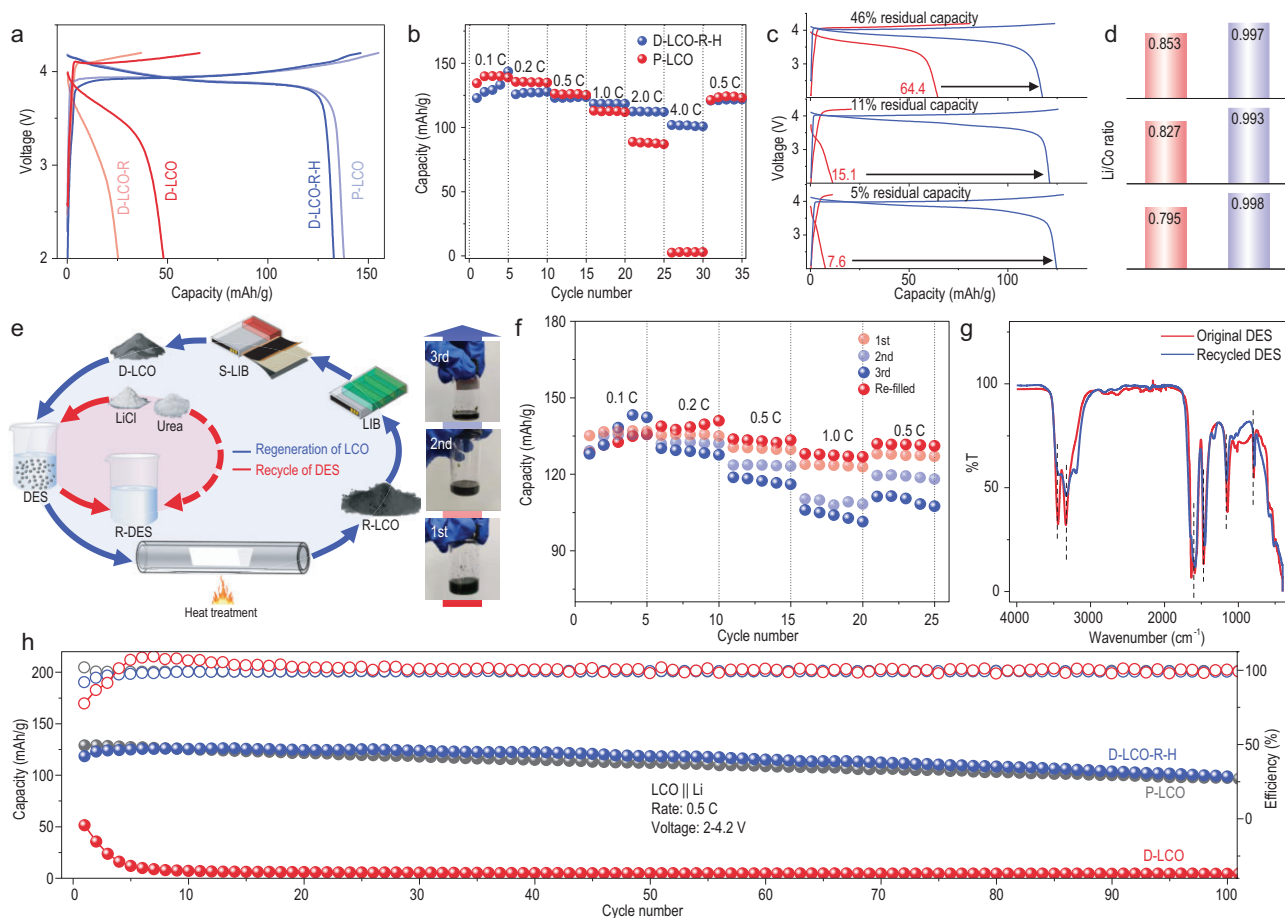 a
Voltage (V)
4
3
2
D-LCO-R
D-LCO
D-LCO-R-H
P-LCO
0
50
100
150
Capacity (mAh/g)
b
Capacity (mAh/g)
150
100
50
0
D-LCO-R-H
P-LCO
0.1 C
0.2 C
0.5 C
1.0 C
2.0 C
4.0 C
0.5 C
0
5
10
15
20
25
30
35
Cycle number
c
Voltage (V)
46% residual capacity
4
3
64.4
11% residual capacity
4
3
15.1
5% residual capacity
4
3
7.6
0
50
100
Capacity (mAh/g)
d
Li/Co ratio
0.853
0.997
0.827
0.993
0.795
0.998
e
D-LCO
S-LIB
LIB
LiCl
Urea
Regeneration of LCO
Recycle of DES
DES
R-DES
R-LCO
Heat treatment
3rd
2nd
1st
f
Capacity (mAh/g)
180
150
120
90
1st
2nd
3rd
Re-filled
0.1 C
0.2 C
0.5 C
1.0 C
0.5 C
0
5
10
15
20
25
Cycle number
g
%T
100
50
0
Original DES
Recycled DES
4000
3000
2000
1000
Wavenumber (cm⁻¹)
h
Capacity (mAh/g)
200
150
100
50
0
D-LCO-R-H
P-LCO
D-LCO
LCO || Li
Rate: 0.5 C
Voltage: 2-4.2 V
100
50
0
Efficiency (%)
0
10
20
30
40
50
60
70
80
90
100
Cycle number